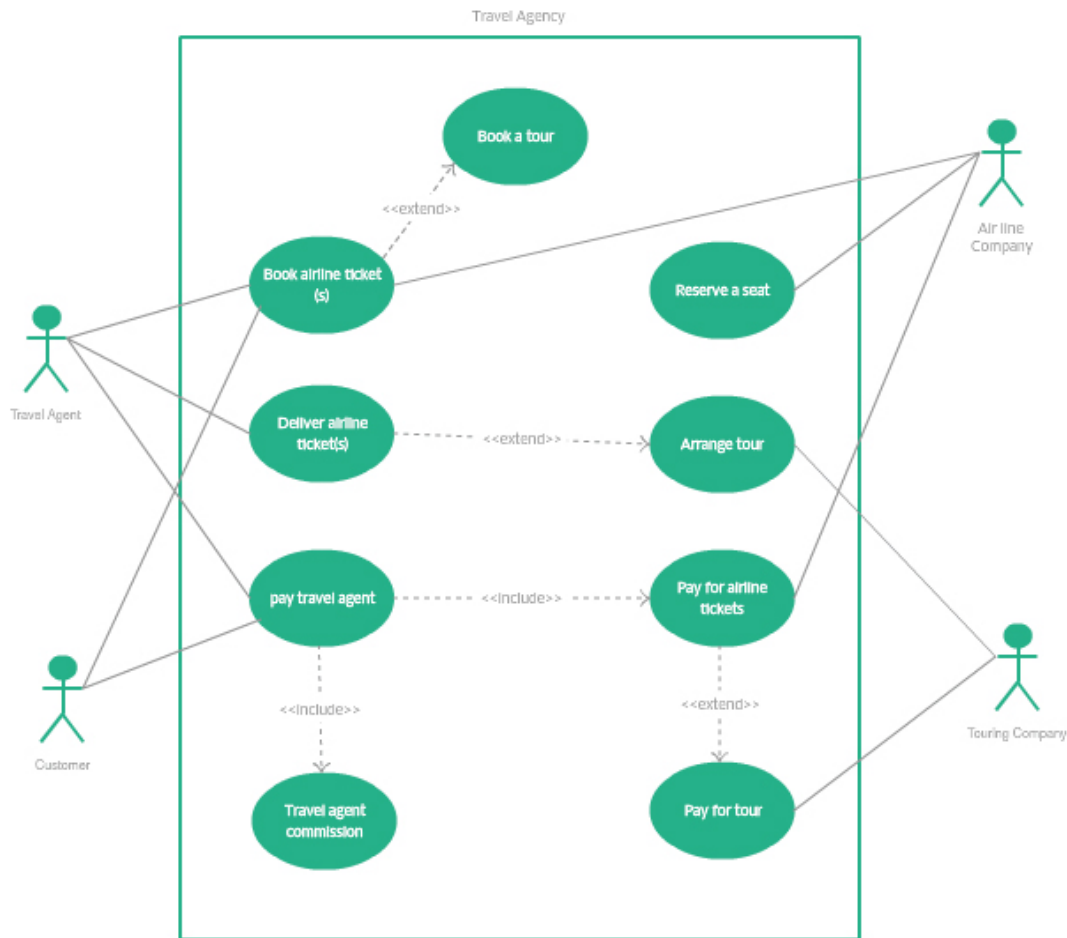 Travel Agency
Book a tour
<<extend>>
Air line
Company
Book airline ticket
(s)
Reserve a seat
Travel Agent
Deliver airline
ticket(s)
<<extend>>
Arrange tour
pay travel agent
<<include>>
Pay for airline
tickets
<<include>>
<<extend>>
Touring Company
Customer
Travel agent
commission
Pay for tour